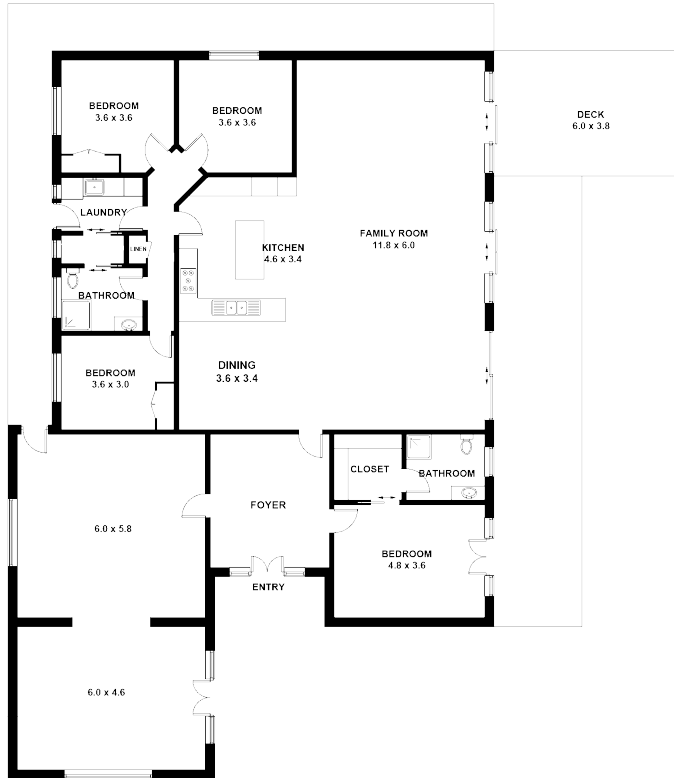 BEDROOM
3.6 x 3.6
BEDROOM
3.6 x 3.6
DECK
6.0 x 3.8
LAUNDRY
FAMILY ROOM
11.8 x 6.0
KITCHEN
4.6 x 3.4
LINEN
BATHROOM
DINING
3.6 x 3.4
BEDROOM
3.6 x 3.0
CLOSET
BATHROOM
FOYER
6.0 x 5.8
BEDROOM
4.8 x 3.6
ENTRY
6.0 x 4.6